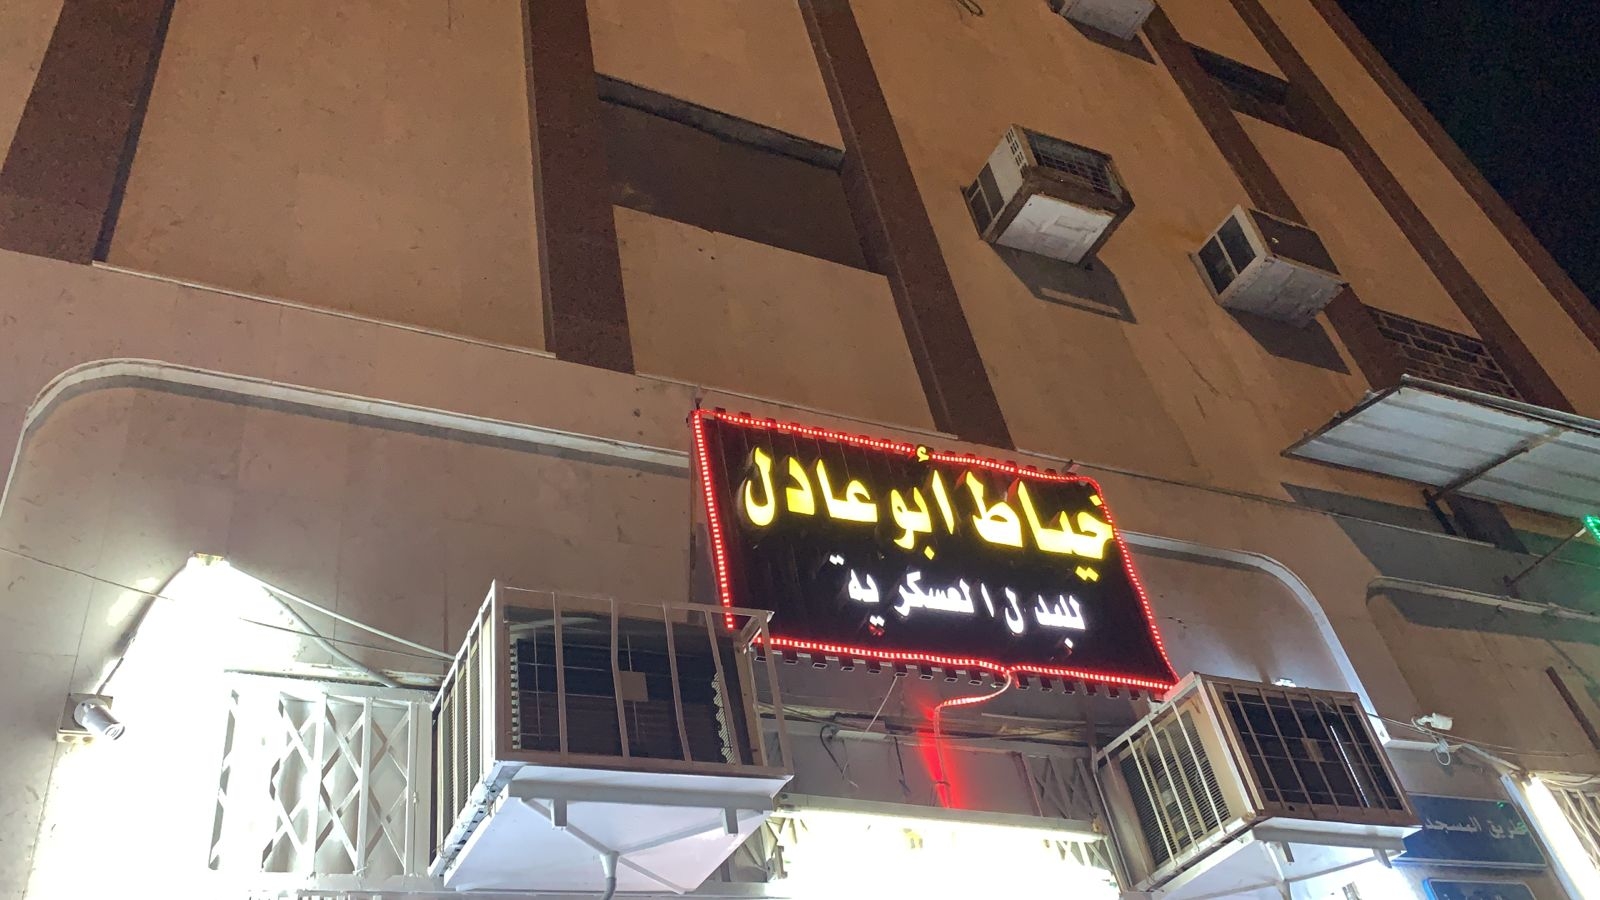 خياط أبو عادل
للبدل العسكرية
طريق المسجد